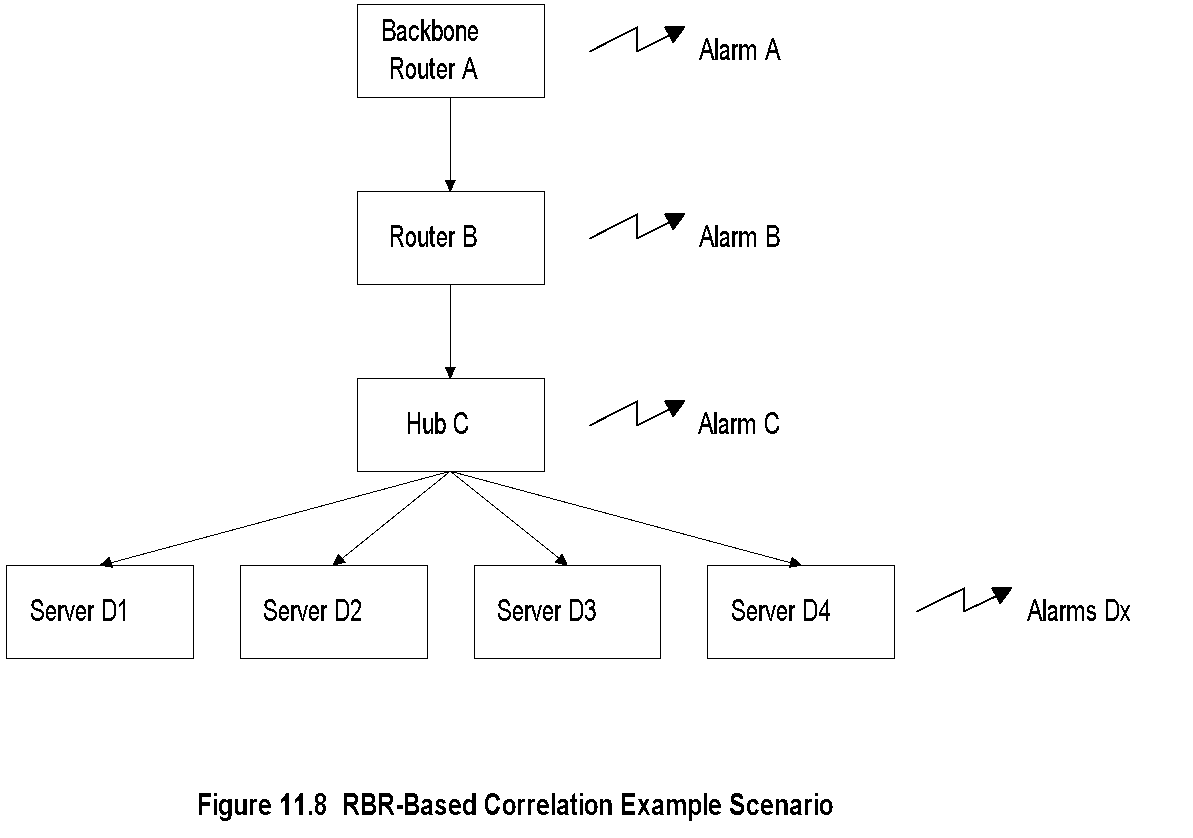 Backbone
Router A
Alarm A
Router B
Alarm B
Hub C
Alarm C
Server D1
Server D2
Server D3
Server D4
Alarms Dx
Figure 11.8 RBR-Based Correlation Example Scenario